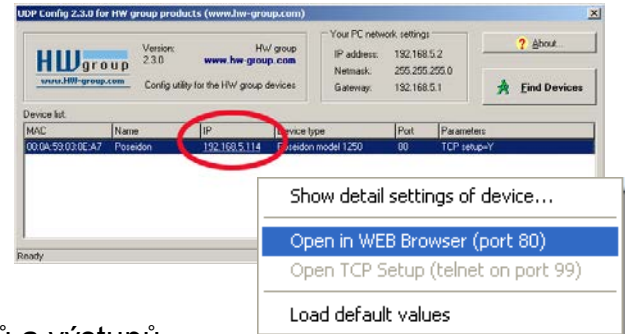 UDP Config 2.3.0 for HW group products (www.hw-group.com)
HWgroup
www.HW-group.com
Version: HW group
2.3.0 www.hw-group.com
Config utility for the HW group devices
Your PC network settings
IP address: 192.168.5.2
Netmask: 255.255.255.0
Gateway: 192.168.5.1
? About...
Find Devices
Device list:
MAC Name IP Device type Port Parameters
00:0A:59:03:0E:A7 Poseidon 192.168.5.114 Poseidon model 1250 80 TCP setup=Y
Show detail settings of device...
Open in WEB Browser (port 80)
Open TCP Setup (telnet on port 99)
Load default values
Ready
a výstupů